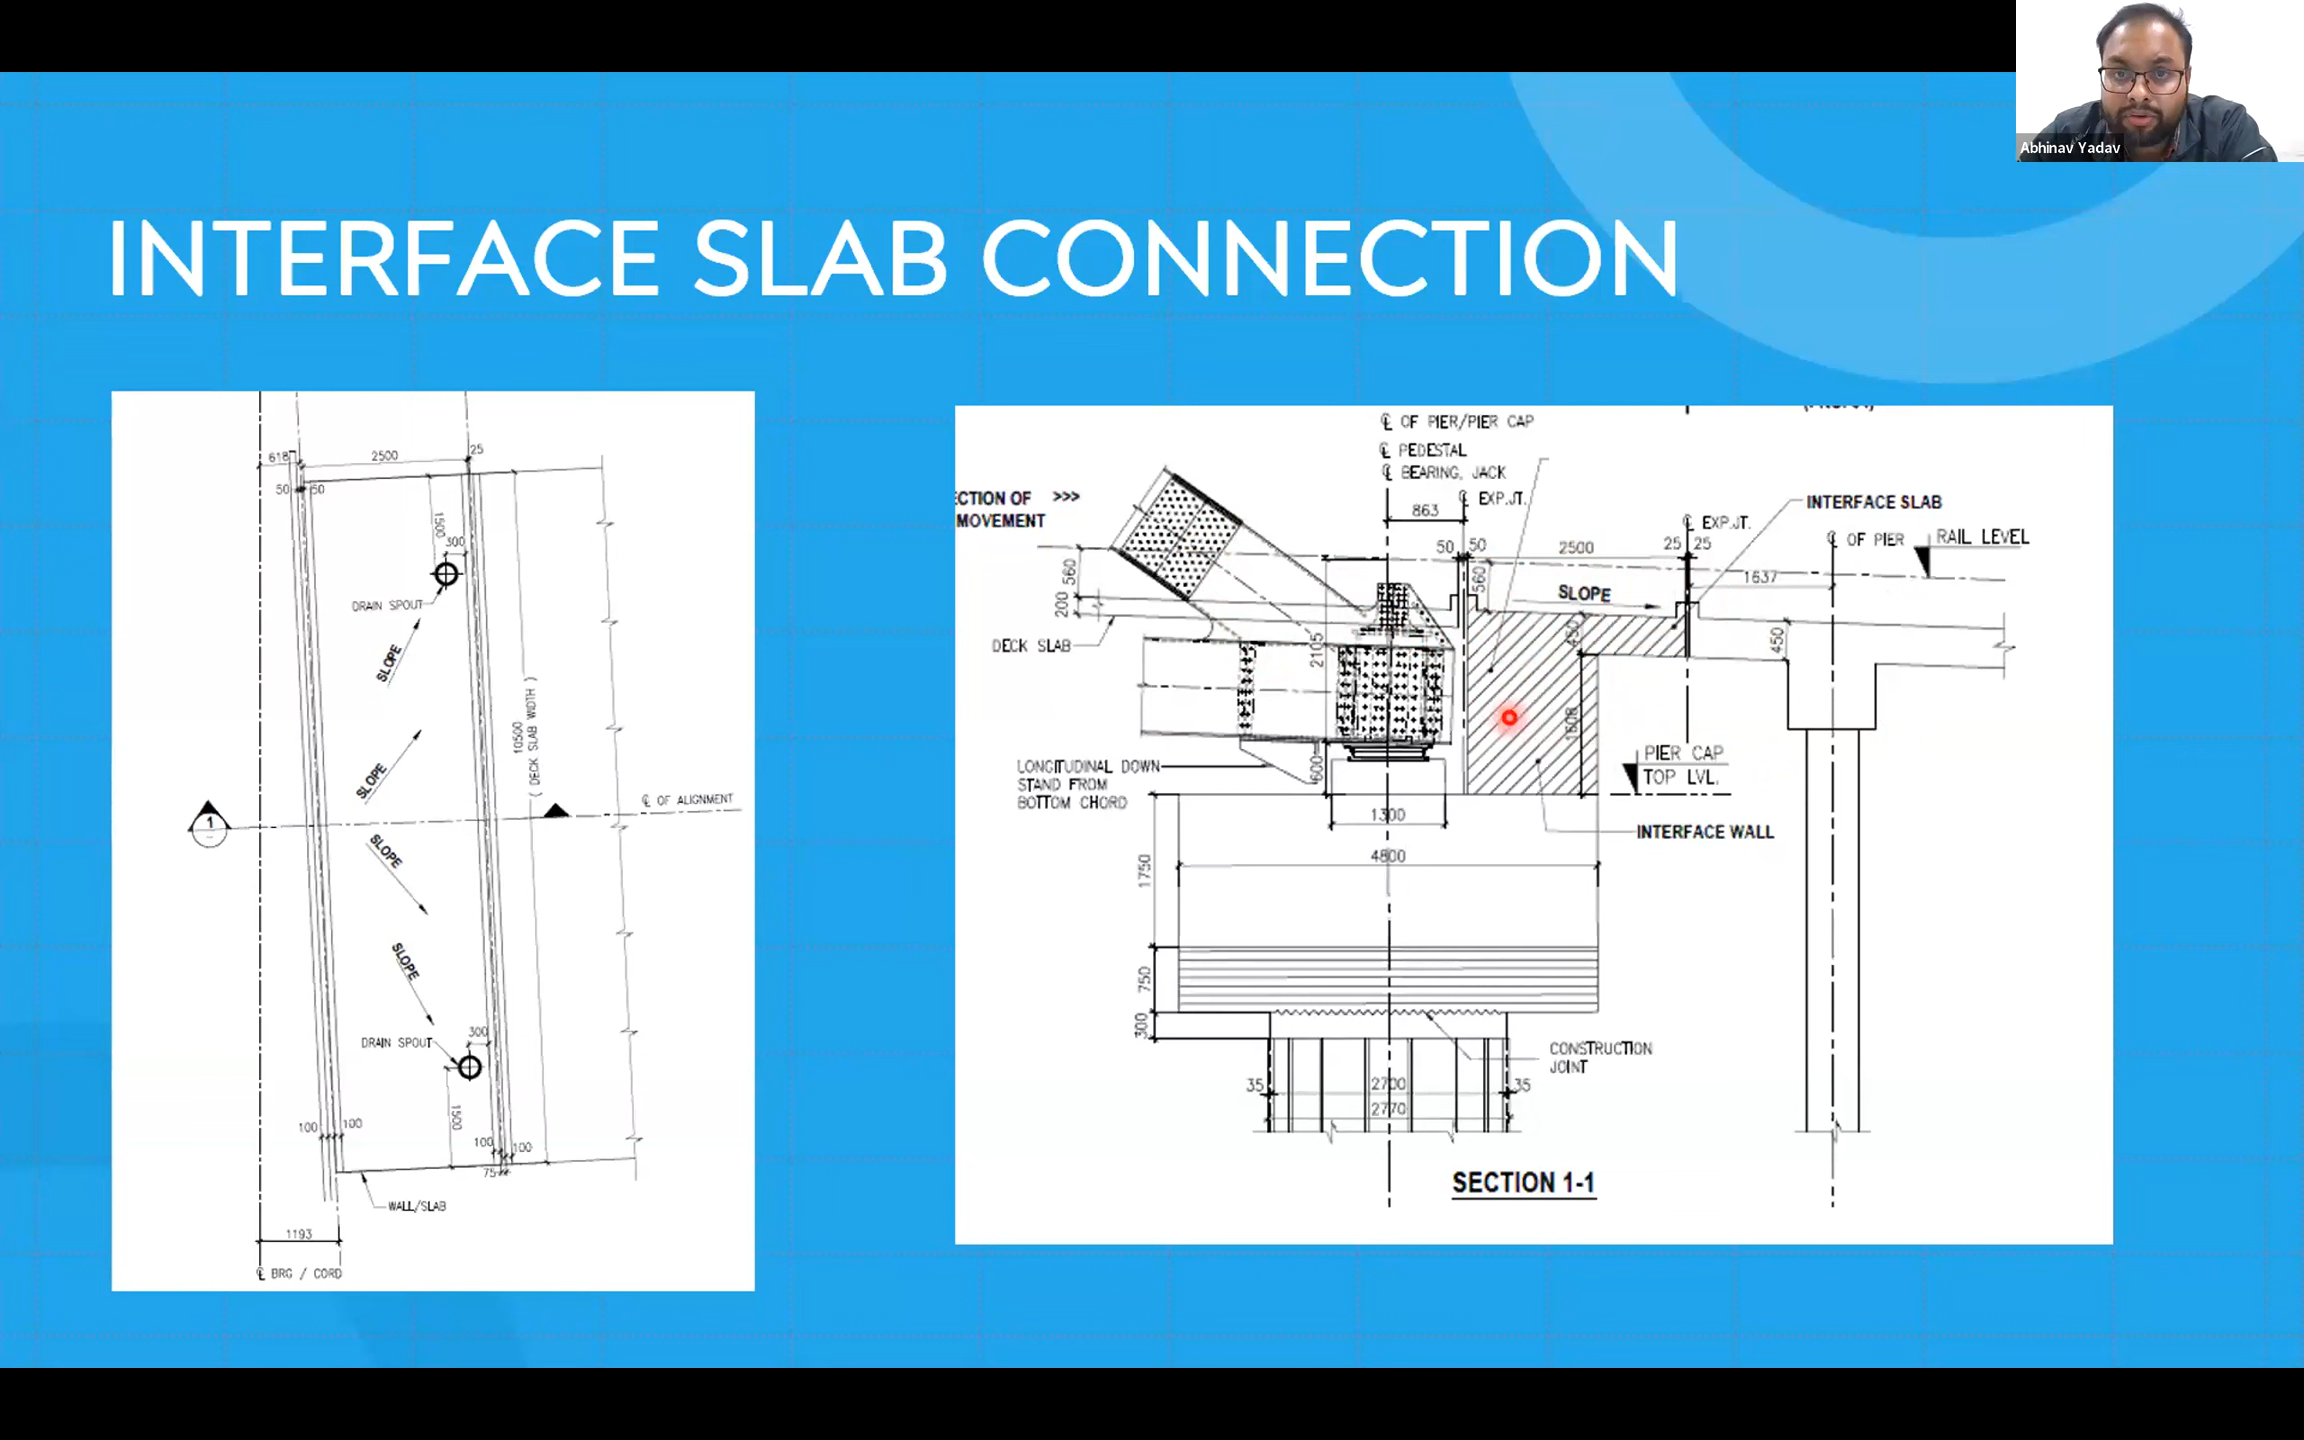 Abhinav Yadav
INTERFACE SLAB CONNECTION
618
2500
25
50
50
1500
300
DRAIN SPOUT
SLOPE
SLOPE
10500
( DECK SLAB WIDTH )
℄ OF ALIGNMENT
1
SLOPE
SLOPE
300
DRAIN SPOUT
1500
100
100
100
100
75
WALL/SLAB
1193
℄ BRG / CORD
℄ OF PIER/PIER CAP
℄ PEDESTAL
℄ BEARING, JACK
ECTION OF >>>
MOVEMENT
℄ EXP.JT.
863
INTERFACE SLAB
℄ EXP.JT.
℄ OF PIER
RAIL LEVEL
50
50
2500
25
25
1637
560
560
200
SLOPE
DECK SLAB
2105
450
450
1508
PIER CAP
TOP LVL.
LONGITUDINAL DOWN
STAND FROM
BOTTOM CHORD
600
1300
INTERFACE WALL
4800
1750
750
300
CONSTRUCTION
JOINT
35
2700
35
2770
SECTION 1-1